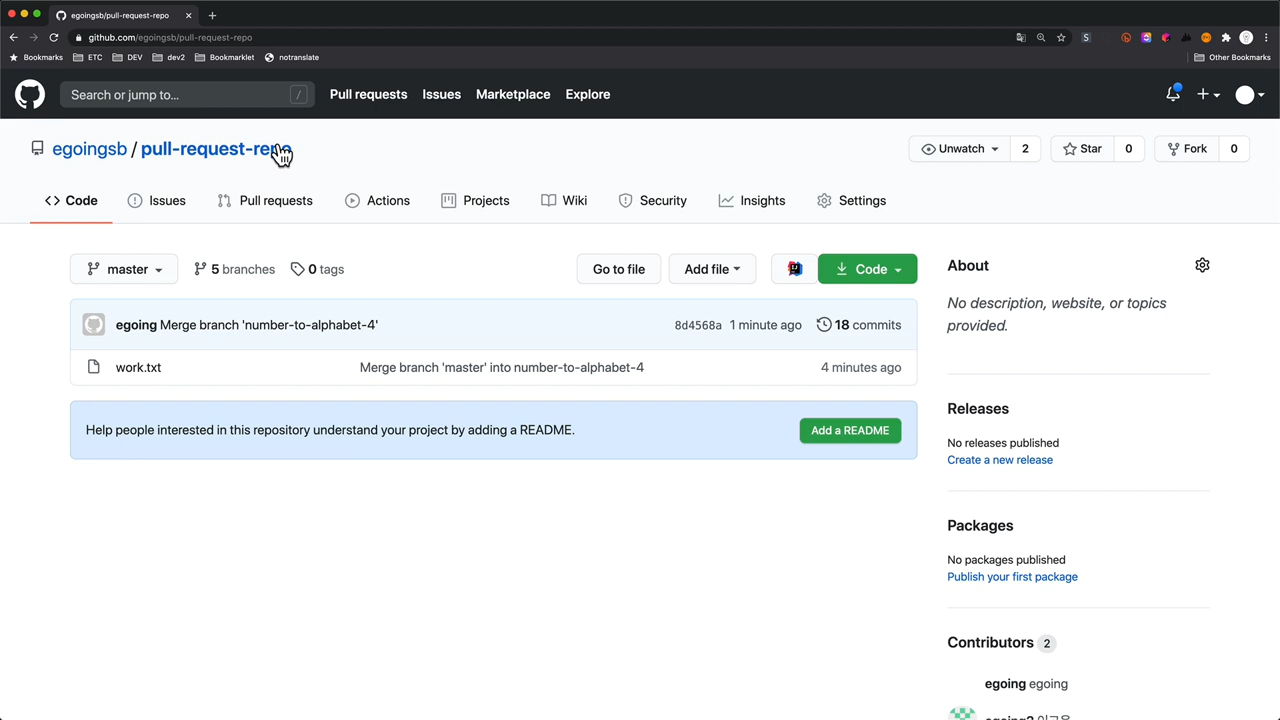 egoingsb/pull-request-repo
github.com/egoingsb/pull-request-repo
Bookmarks ETC DEV dev2 Bookmarklet notranslate Other Bookmarks
Search or jump to... / Pull requests Issues Marketplace Explore
egoingsb / pull-request-repo
Unwatch 2 Star 0 Fork 0
Code Issues Pull requests Actions Projects Wiki Security Insights Settings
master 5 branches 0 tags Go to file Add file Code
egoing Merge branch 'number-to-alphabet-4' 8d4568a 1 minute ago 18 commits
work.txt Merge branch 'master' into number-to-alphabet-4 4 minutes ago
Help people interested in this repository understand your project by adding a README. Add a README
About
No description, website, or topics
provided.
Releases
No releases published
Create a new release
Packages
No packages published
Publish your first package
Contributors 2
egoing egoing